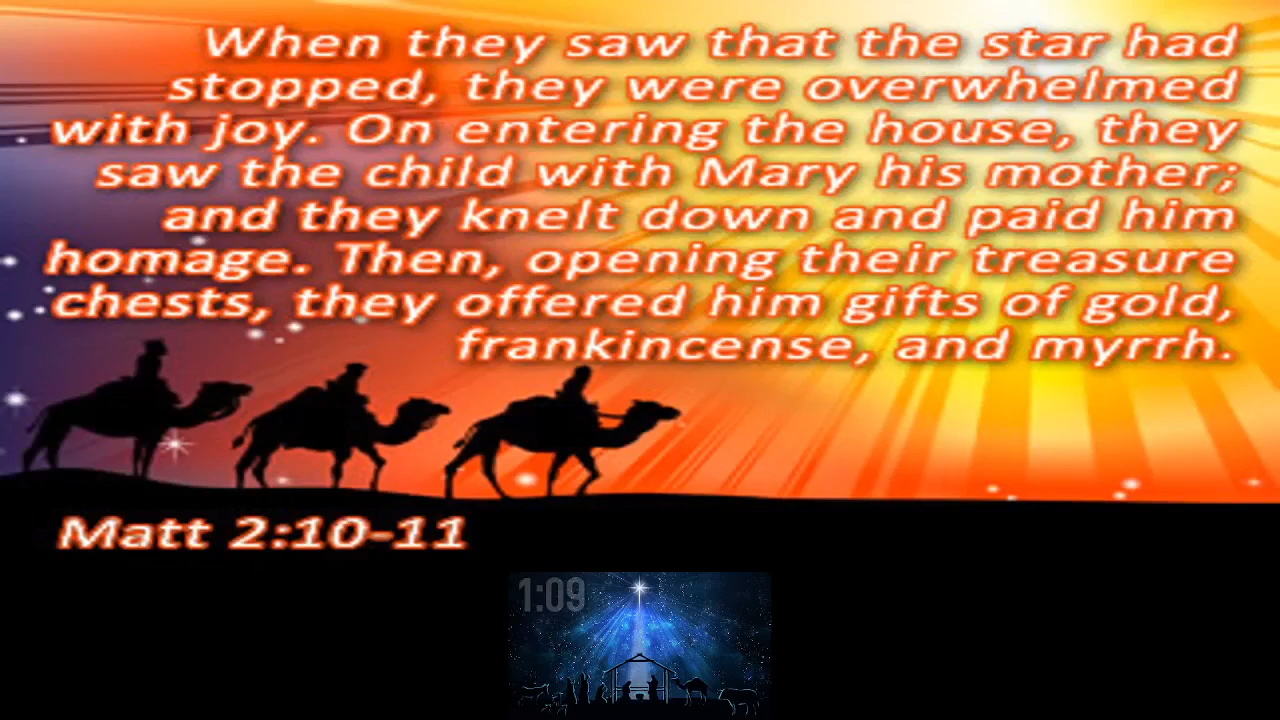 When they saw that the star had
stopped, they were overwhelmed
with joy. On entering the house, they
saw the child with Mary his mother;
and they knelt down and paid him
homage. Then, opening their treasure
chests, they offered him gifts of gold,
frankincense, and myrrh.
Matt 2:10-11
1:09